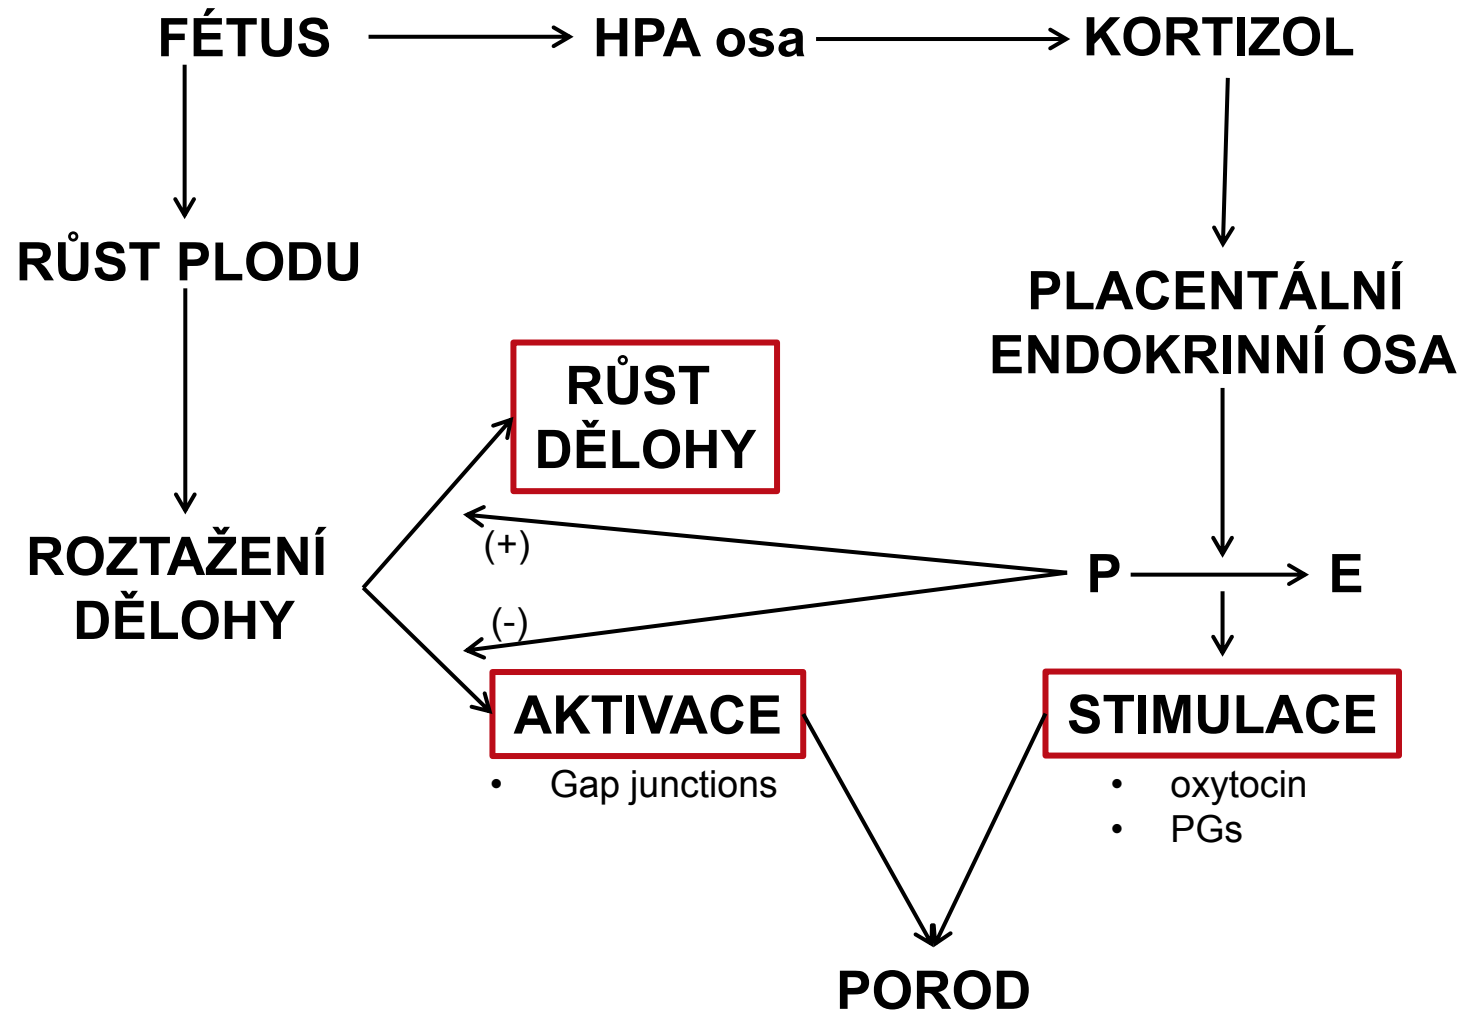 FÉTUS
HPA osa
KORTIZOL
RŮST PLODU
PLACENTÁLNÍ
ENDOKRINNÍ OSA
RŮST
DĚLOHY
ROZTAŽENÍ
DĚLOHY
(+)
(-)
P
E
AKTIVACE
• Gap junctions
STIMULACE
• oxytocin
• PGs
POROD